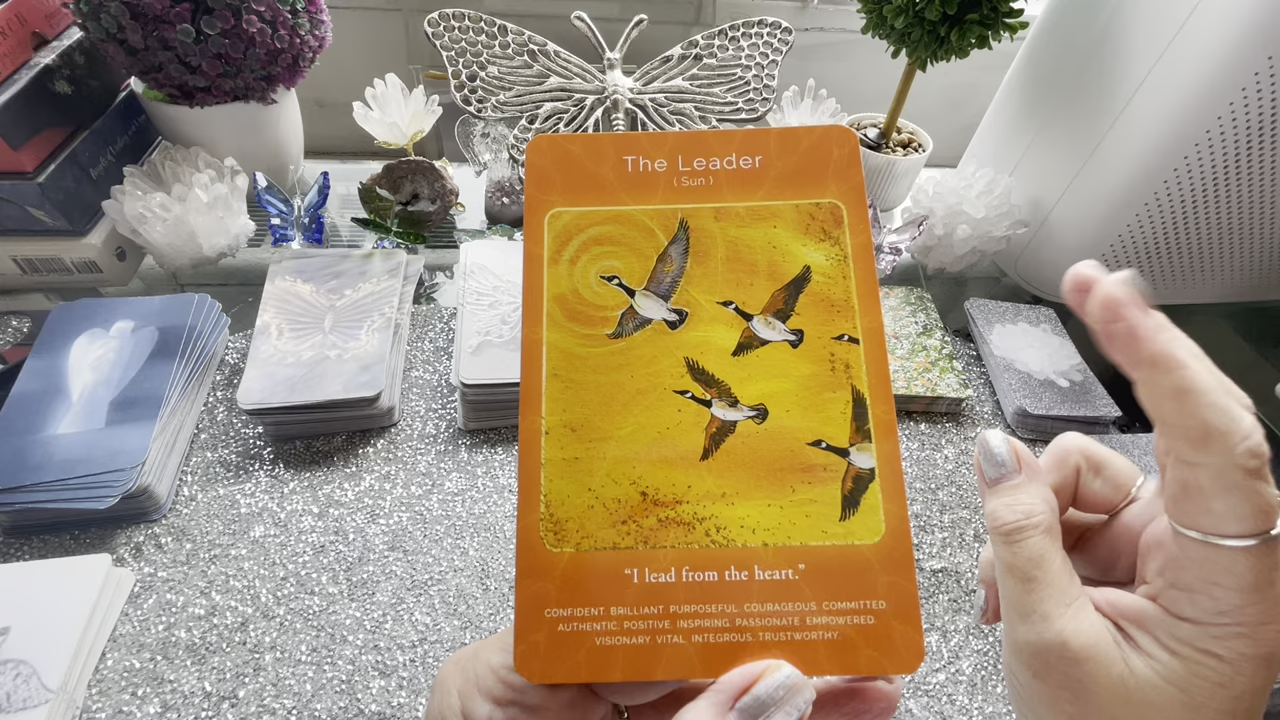 The Leader
( Sun )
“I lead from the heart.”
CONFIDENT. BRILLIANT. PURPOSEFUL. COURAGEOUS. COMMITTED
AUTHENTIC. POSITIVE. INSPIRING. PASSIONATE. EMPOWERED.
VISIONARY. VITAL. INTEGROUS. TRUSTWORTHY.